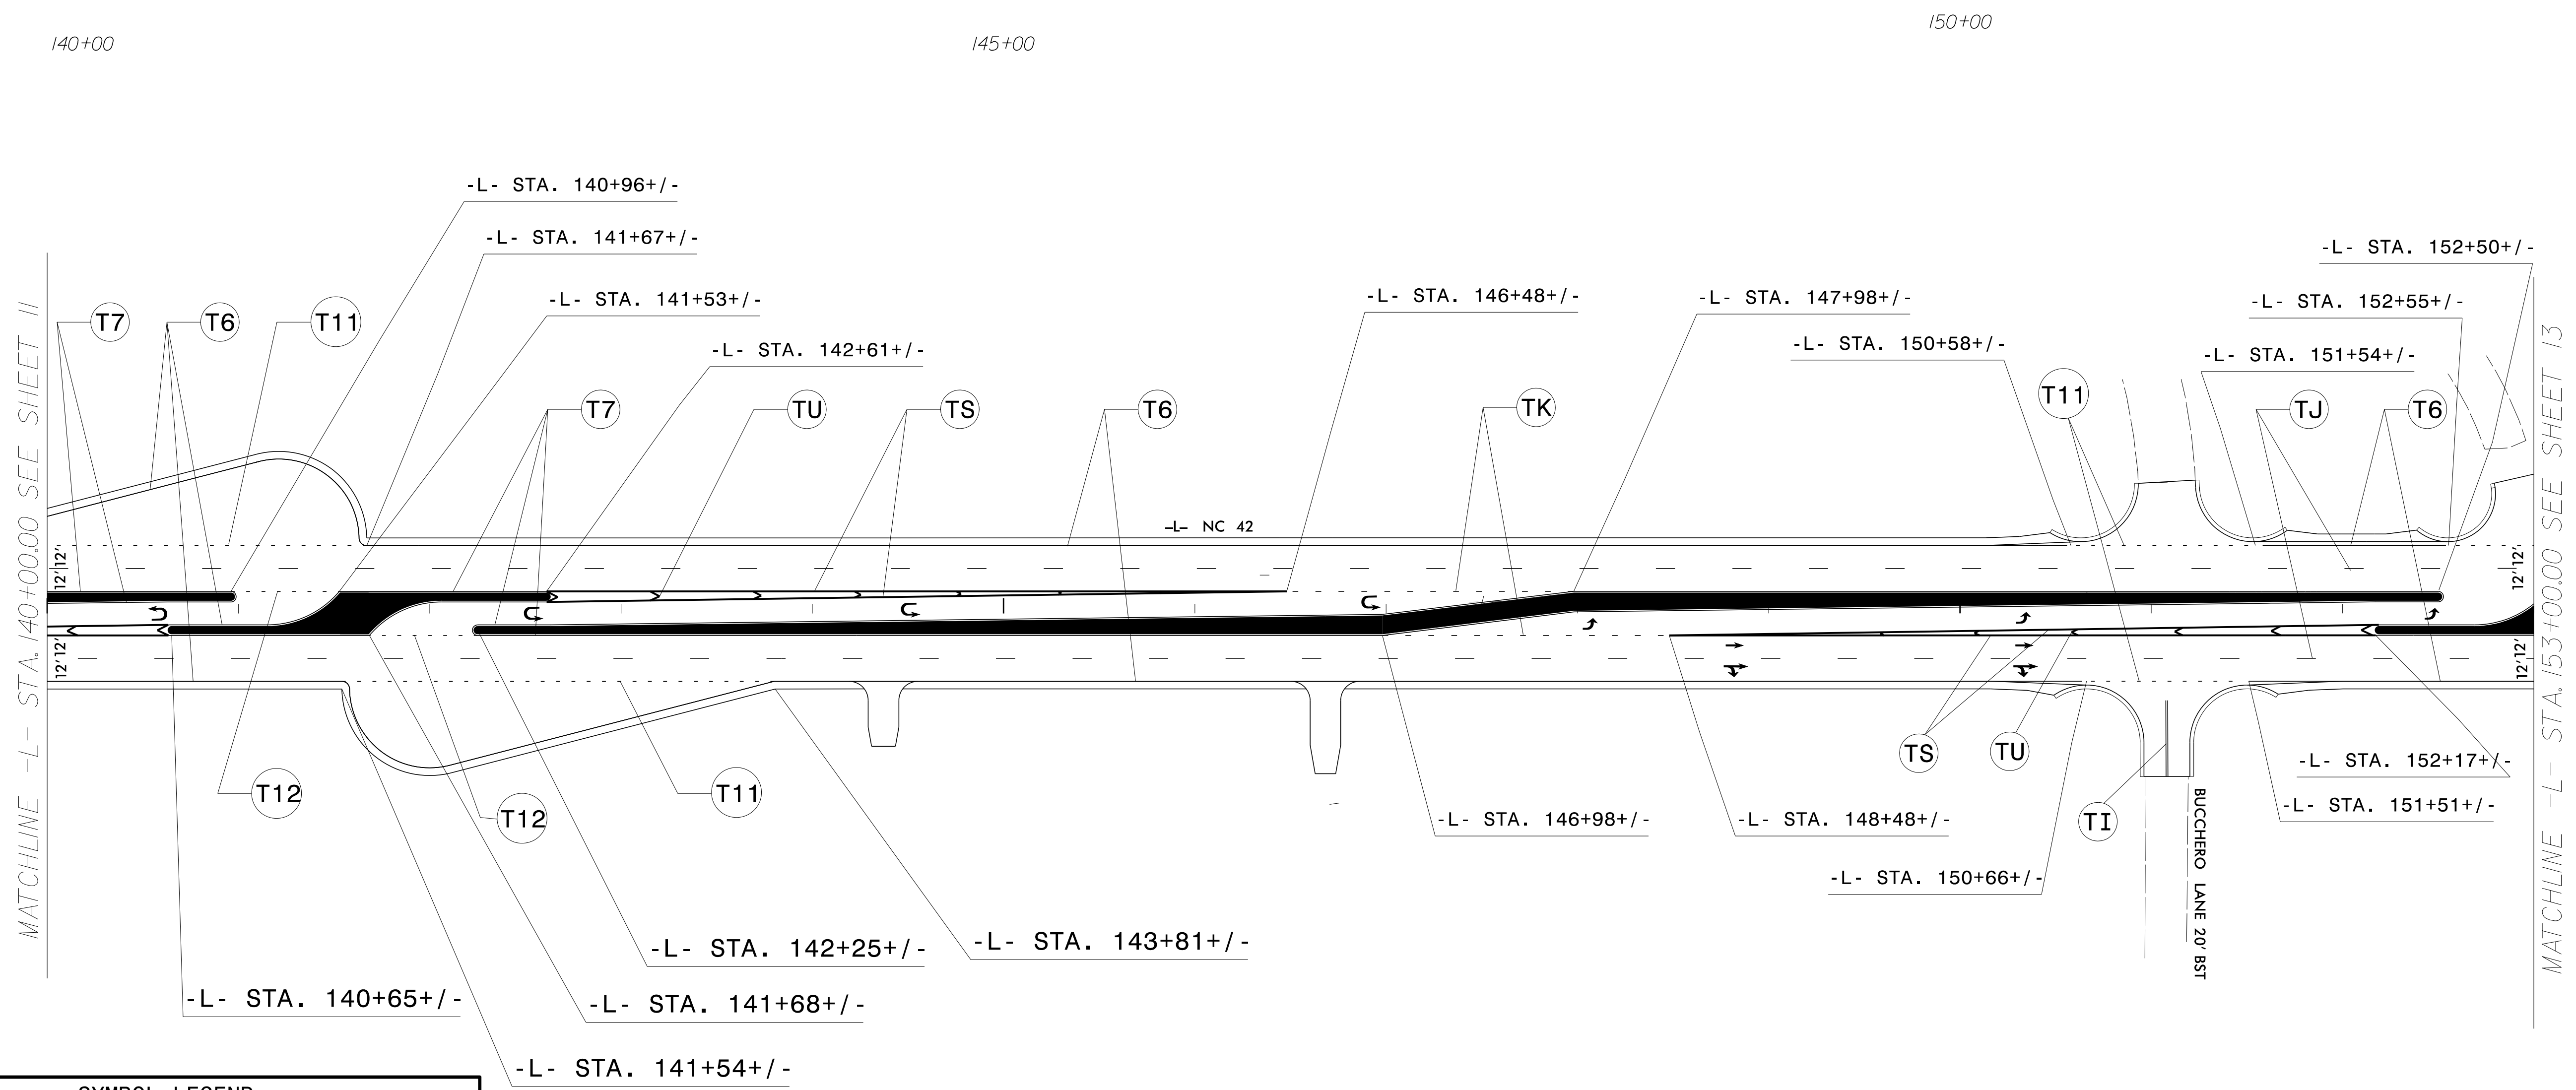 140+00
145+00
150+00
-L- STA. 140+96+/-
-L- STA. 141+67+/-
-L- STA. 152+50+/-
-L- STA. 141+53+/-
-L- STA. 146+48+/-
-L- STA. 147+98+/-
-L- STA. 152+55+/-
-L- STA. 142+61+/-
-L- STA. 150+58+/-
-L- STA. 151+54+/-
T7
T6
T11
T7
TU
TS
T6
TK
T11
TJ
T6
MATCHLINE -L- STA. 140+00.00 SEE SHEET 11
MATCHLINE -L- STA. 153+00.00 SEE SHEET 13
-L- NC 42
12' 12'
12' 12'
12' 12'
12' 12'
TS
TU
-L- STA. 152+17+/-
T12
T11
T12
-L- STA. 146+98+/-
-L- STA. 148+48+/-
TI
-L- STA. 151+51+/-
BUCCHERO LANE 20' BST
-L- STA. 150+66+/-
-L- STA. 142+25+/-
-L- STA. 143+81+/-
-L- STA. 140+65+/-
-L- STA. 141+68+/-
-L- STA. 141+54+/-
SYMBOL LEGEND